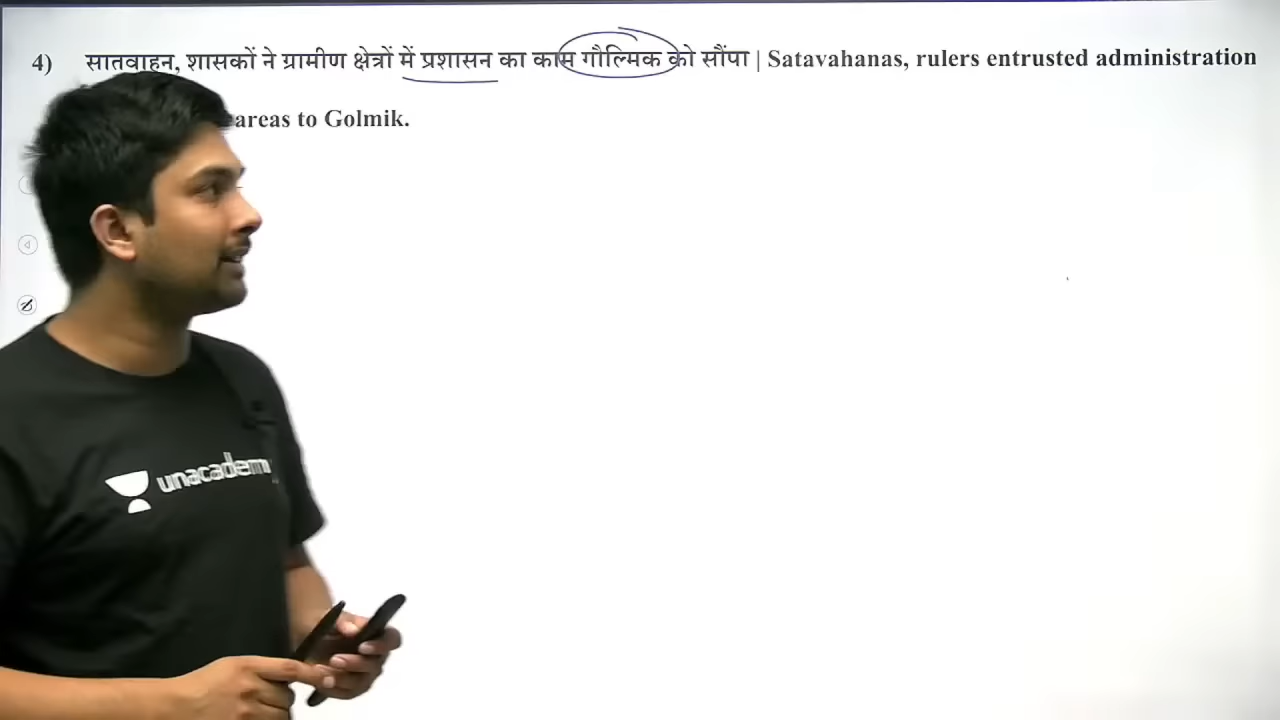 4) सातवाहन, शासकों ने ग्रामीण क्षेत्रों में प्रशासन का काम गौल्मिक को सौंपा | Satavahanas, rulers entrusted administration
areas to Golmik.
unacademy